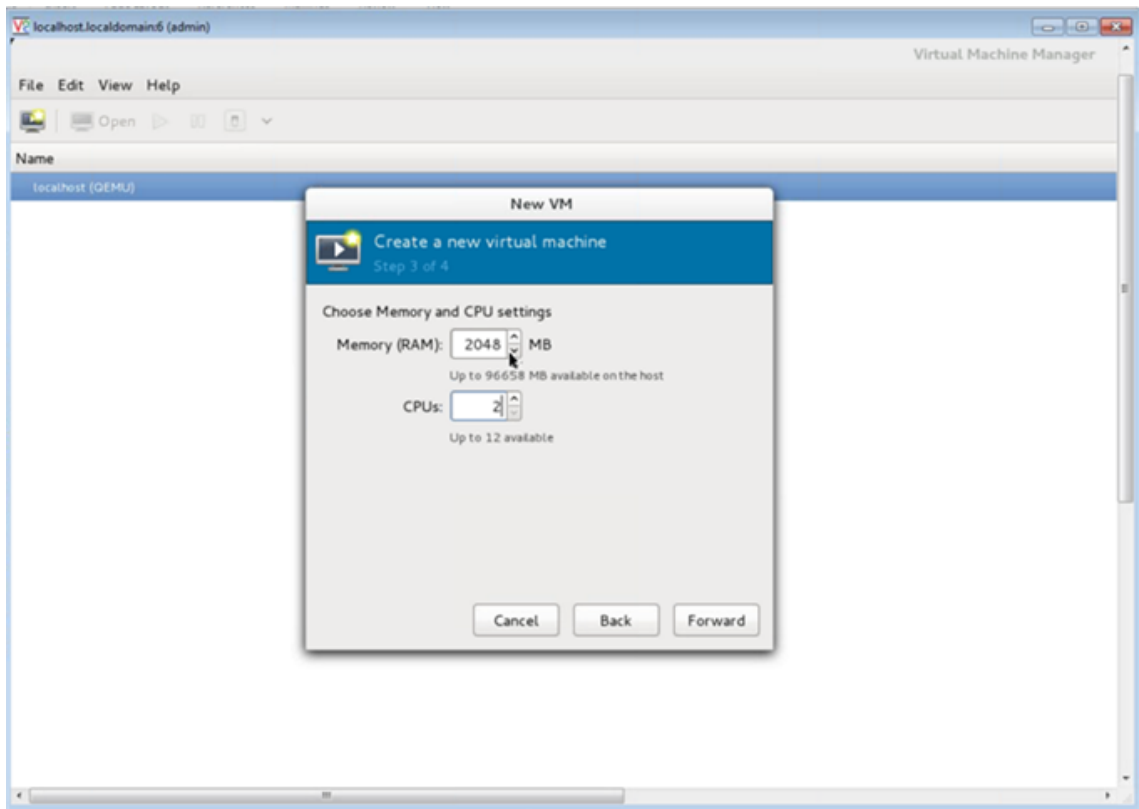 localhost.localdomain:6 (admin)
Virtual Machine Manager
File Edit View Help
Open
Name
localhost (QEMU)
New VM
Create a new virtual machine
Step 3 of 4
Choose Memory and CPU settings
Memory (RAM): 2048 MB
Up to 96658 MB available on the host
CPUs: 2
Up to 12 available
Cancel Back Forward